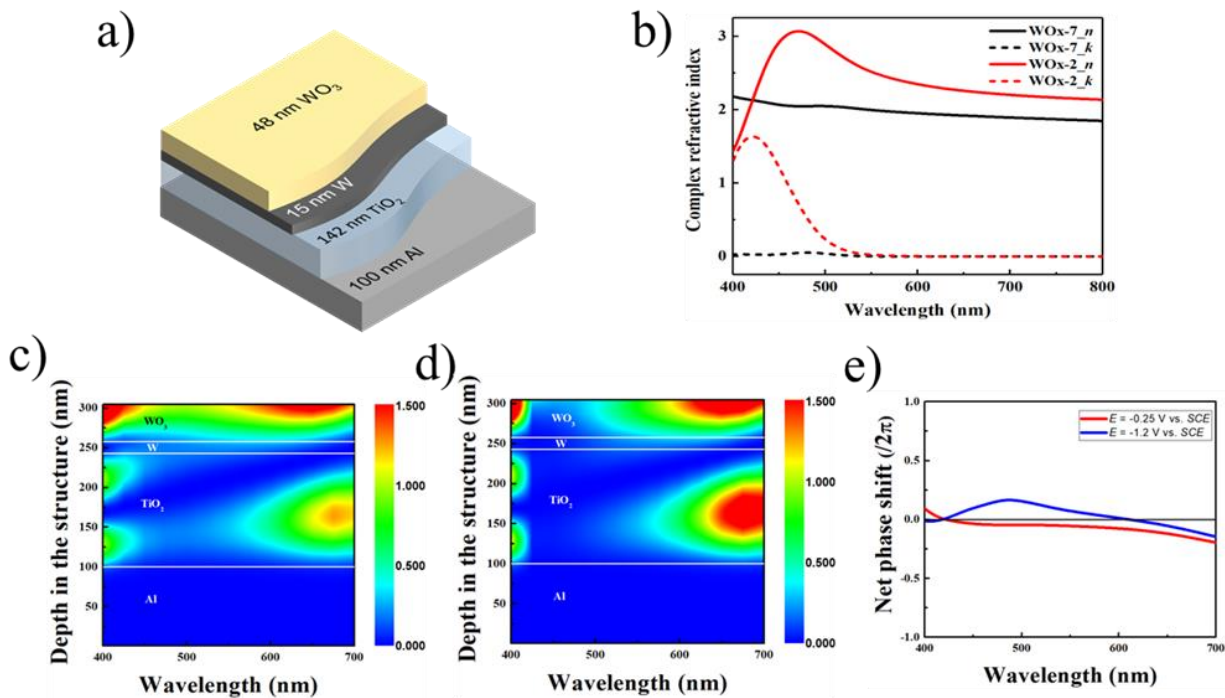 a)
48 nm WO3
15 nm W
142 nm TiO2
100 nm Al
b)
Complex refractive index
3
2
1
0
WOx-7_n
WOx-7_k
WOx-2_n
WOx-2_k
400 500 600 700 800
Wavelength (nm)
c)
Depth in the structure (nm)
300
250
200
150
100
50
WO3
W
TiO2
Al
1.500
1.000
0.500
0.000
400 500 600 700
Wavelength (nm)
d)
Depth in the structure (nm)
300
250
200
150
100
50
WO3
W
TiO2
Al
1.500
1.000
0.500
0.000
400 500 600 700
Wavelength (nm)
e)
Net phase shift (/2π)
1.0
0.5
0.0
-0.5
-1.0
E = -0.25 V vs. SCE
E = -1.2 V vs. SCE
400 500 600 700
Wavelength (nm)